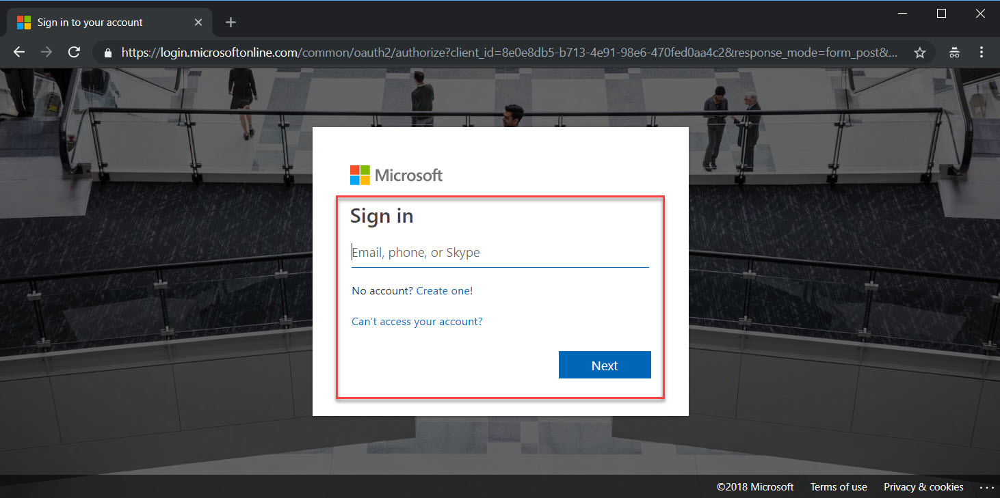 Sign in to your account
https://login.microsoftonline.com/common/oauth2/authorize?client_id=8e0e8db5-b713-4e91-98e6-470fed0aa4c2&response_mode=form_post&...
Microsoft
Sign in
Email, phone, or Skype
No account? Create one!
Can't access your account?
Next
©2018 Microsoft Terms of use Privacy & cookies ...